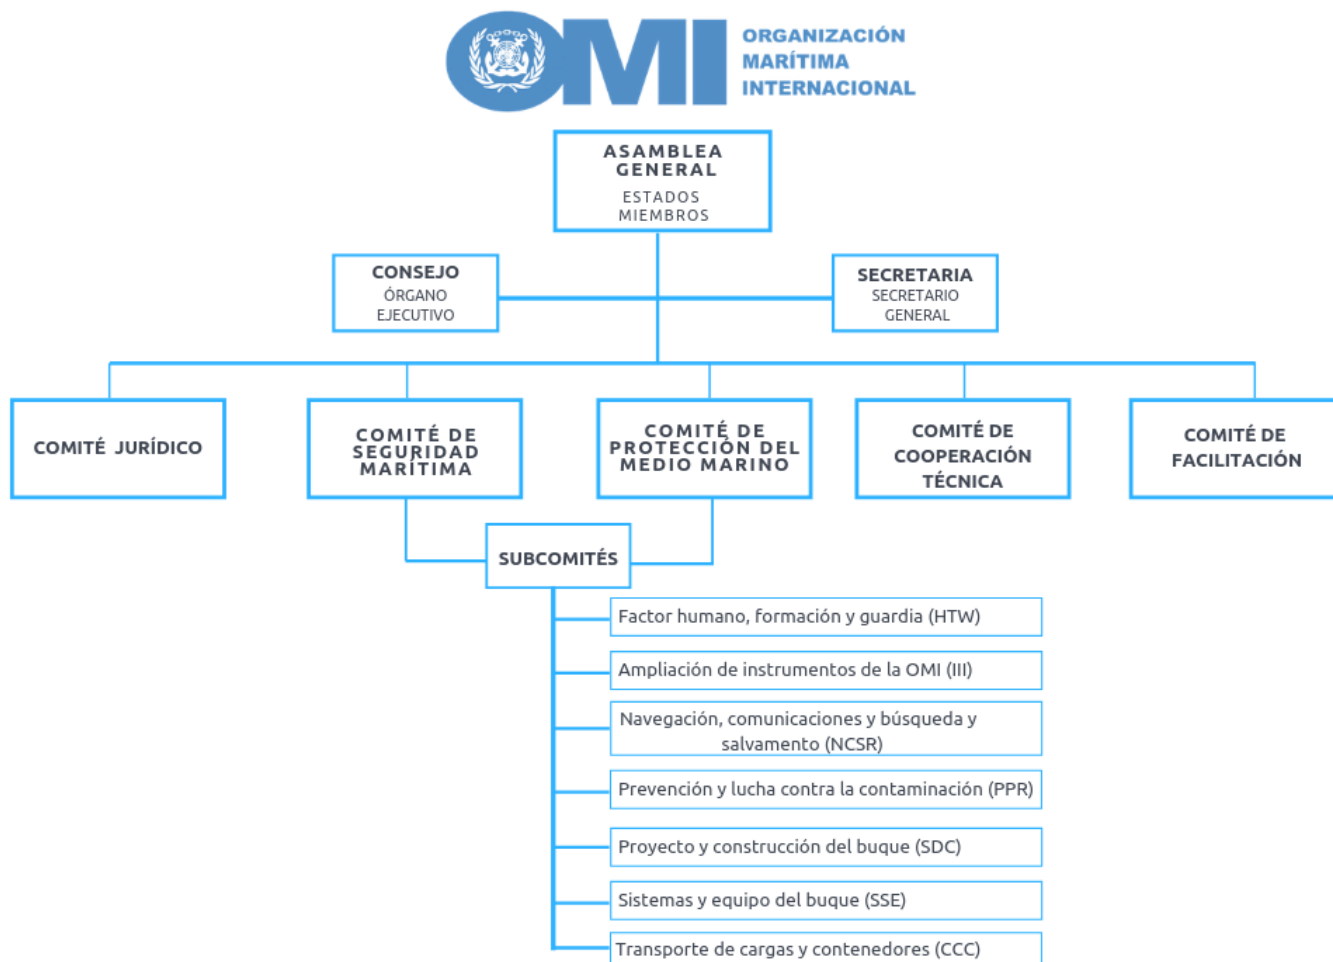 OMI
ORGANIZACIÓN
MARÍTIMA
INTERNACIONAL
ASAMBLEA
GENERAL
ESTADOS
MIEMBROS
CONSEJO
ÓRGANO
EJECUTIVO
SECRETARIA
SECRETARIO
GENERAL
COMITÉ JURÍDICO
COMITÉ DE
SEGURIDAD
MARÍTIMA
COMITÉ DE
PROTECCIÓN DEL
MEDIO MARINO
COMITÉ DE
COOPERACIÓN
TÉCNICA
COMITÉ DE
FACILITACIÓN
SUBCOMITÉS
Factor humano, formación y guardia (HTW)
Ampliación de instrumentos de la OMI (III)
Navegación, comunicaciones y búsqueda y
salvamento (NCSR)
Prevención y lucha contra la contaminación (PPR)
Proyecto y construcción del buque (SDC)
Sistemas y equipo del buque (SSE)
Transporte de cargas y contenedores (CCC)